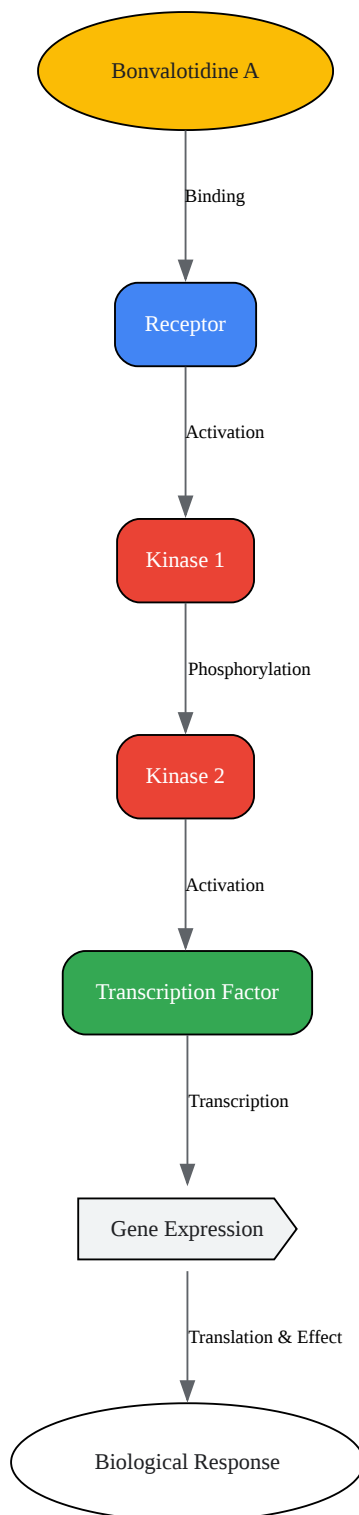 Bonvalotidine A
Binding
Receptor
Activation
Kinase 1
Phosphorylation
Kinase 2
Activation
Transcription Factor
Transcription
Gene Expression
Translation & Effect
Biological Response